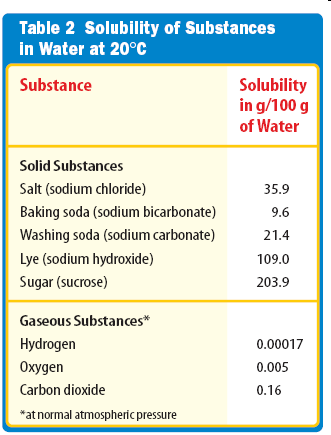 Table 2 Solubility of Substances
in Water at 20°C
Substance Solubility
in g/100 g
of Water
Solid Substances
Salt (sodium chloride) 35.9
Baking soda (sodium bicarbonate) 9.6
Washing soda (sodium carbonate) 21.4
Lye (sodium hydroxide) 109.0
Sugar (sucrose) 203.9
Gaseous Substances*
Hydrogen 0.00017
Oxygen 0.005
Carbon dioxide 0.16
*at normal atmospheric pressure